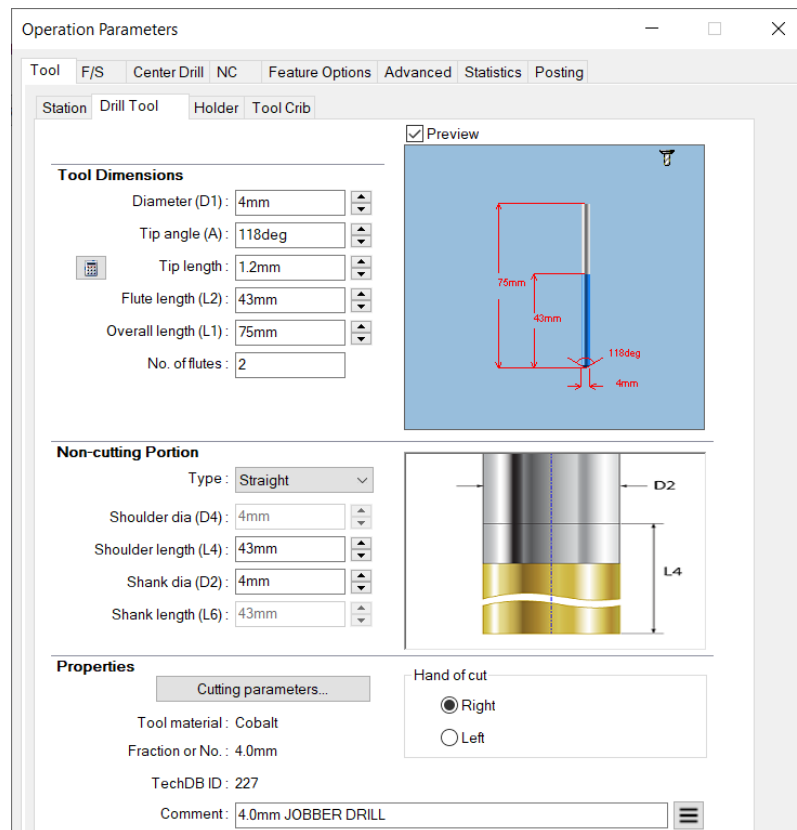 Operation Parameters
Tool F/S Center Drill NC Feature Options Advanced Statistics Posting
Station Drill Tool Holder Tool Crib
Preview
Tool Dimensions
Diameter (D1) : 4mm
Tip angle (A) : 118deg
Tip length : 1.2mm
Flute length (L2) : 43mm
Overall length (L1) : 75mm
No. of flutes : 2
75mm
43mm
118deg
4mm
Non-cutting Portion
Type : Straight
Shoulder dia (D4) : 4mm
Shoulder length (L4) : 43mm
Shank dia (D2) : 4mm
Shank length (L6) : 43mm
D2
L4
Properties
Cutting parameters...
Tool material : Cobalt
Fraction or No. : 4.0mm
TechDB ID : 227
Comment : 4.0mm JOBBER DRILL
Hand of cut
Right
Left